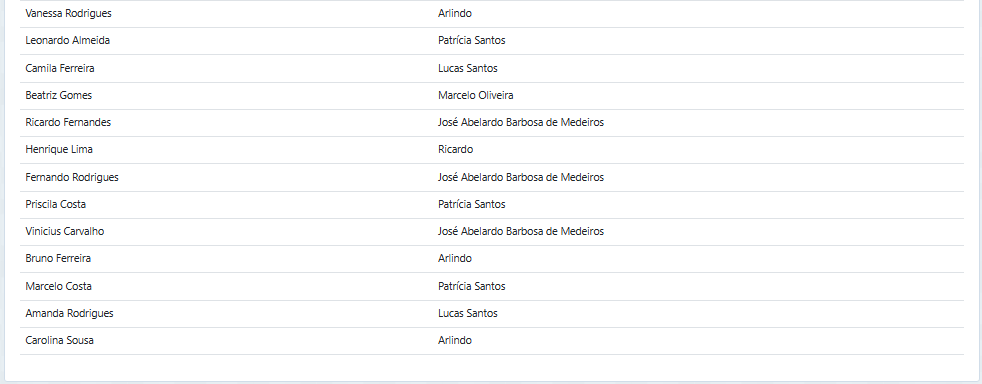 Vanessa Rodrigues Arlindo
Leonardo Almeida Patrícia Santos
Camila Ferreira Lucas Santos
Beatriz Gomes Marcelo Oliveira
Ricardo Fernandes José Abelardo Barbosa de Medeiros
Henrique Lima Ricardo
Fernando Rodrigues José Abelardo Barbosa de Medeiros
Priscila Costa Patrícia Santos
Vinicius Carvalho José Abelardo Barbosa de Medeiros
Bruno Ferreira Arlindo
Marcelo Costa Patrícia Santos
Amanda Rodrigues Lucas Santos
Carolina Sousa Arlindo